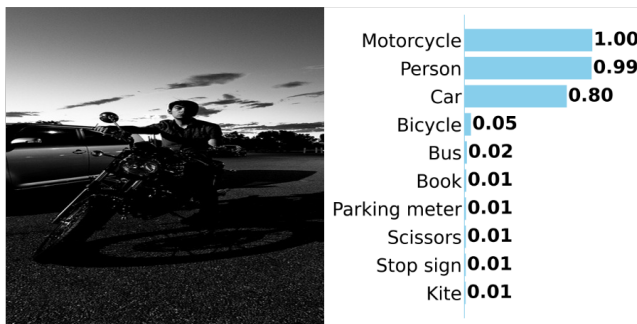 Motorcycle 1.00
Person 0.99
Car 0.80
Bicycle 0.05
Bus 0.02
Book 0.01
Parking meter 0.01
Scissors 0.01
Stop sign 0.01
Kite 0.01